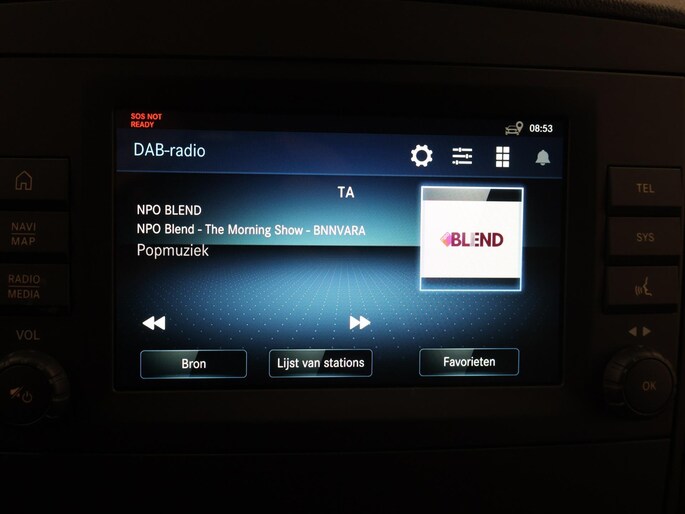 SOS NOT
READY
08:53
DAB-radio
TA
NPO BLEND
NPO Blend - The Morning Show - BNNVARA
Popmuziek
BLEND
Bron
Lijst van stations
Favorieten
NAVI
MAP
RADIO
MEDIA
VOL
TEL
SYS
OK